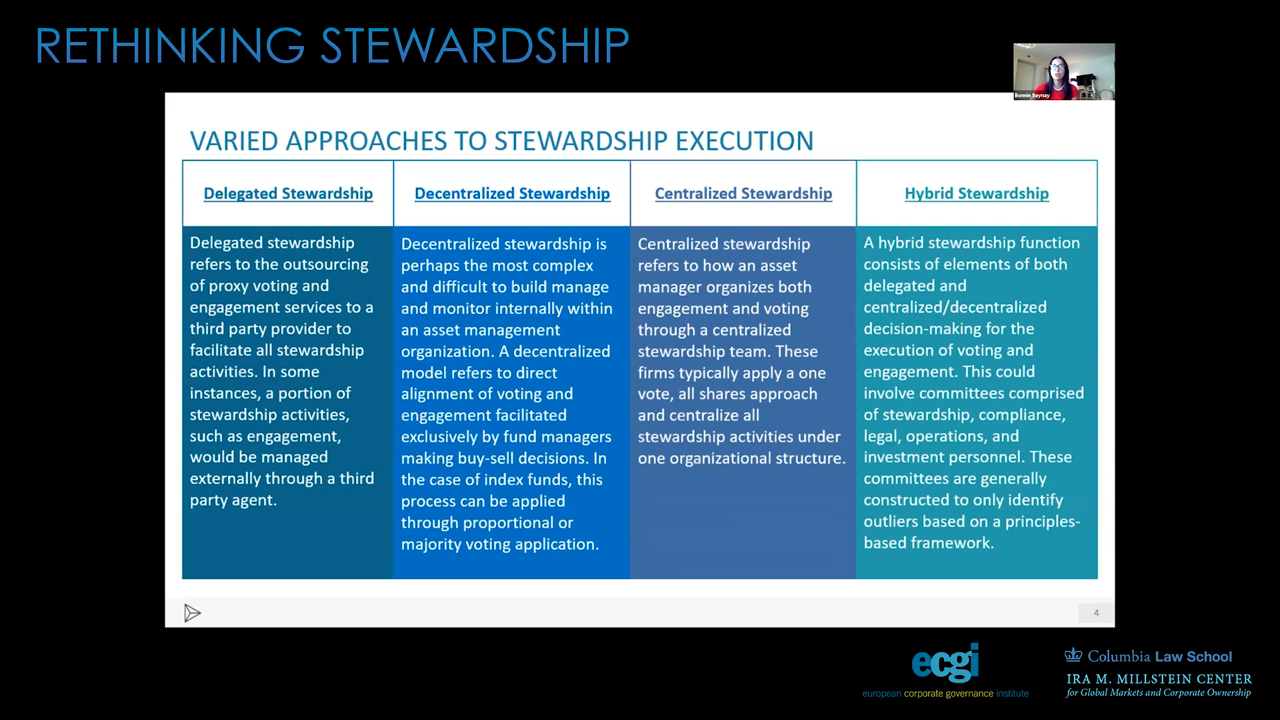 RETHINKING STEWARDSHIP
Bonnie Saynay
VARIED APPROACHES TO STEWARDSHIP EXECUTION
Delegated Stewardship
Delegated stewardship
refers to the outsourcing
of proxy voting and
engagement services to a
third party provider to
facilitate all stewardship
activities. In some
instances, a portion of
stewardship activities,
such as engagement,
would be managed
externally through a third
party agent.
Decentralized Stewardship
Decentralized stewardship is
perhaps the most complex
and difficult to build manage
and monitor internally within
an asset management
organization. A decentralized
model refers to direct
alignment of voting and
engagement facilitated
exclusively by fund managers
making buy-sell decisions. In
the case of index funds, this
process can be applied
through proportional or
majority voting application.
Centralized Stewardship
Centralized stewardship
refers to how an asset
manager organizes both
engagement and voting
through a centralized
stewardship team. These
firms typically apply a one
vote, all shares approach
and centralize all
stewardship activities under
one organizational structure.
Hybrid Stewardship
A hybrid stewardship function
consists of elements of both
delegated and
centralized/decentralized
decision-making for the
execution of voting and
engagement. This could
involve committees comprised
of stewardship, compliance,
legal, operations, and
investment personnel. These
committees are generally
constructed to only identify
outliers based on a principles-
based framework.
4
ecgi
european corporate governance institute
Columbia Law School
IRA M. MILLSTEIN CENTER
for Global Markets and Corporate Ownership